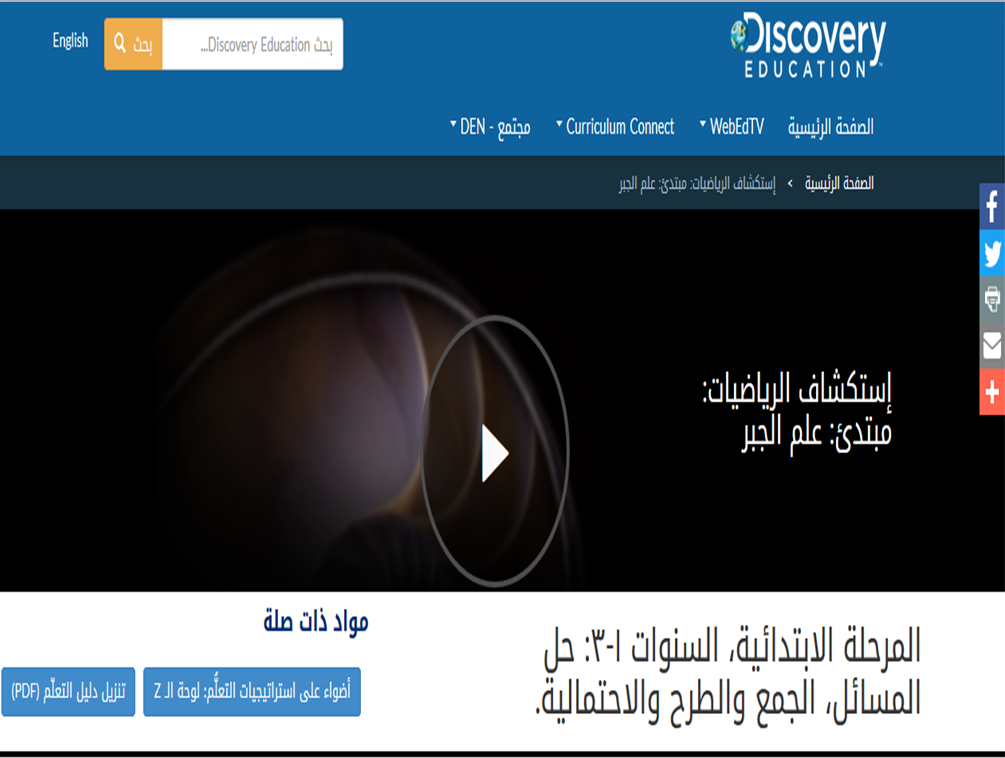 Discovery
EDUCATION
بحث Discovery Education...
بحث
English
الصفحة الرئيسية
WebEdTV
Curriculum Connect
مجتمع - DEN
الصفحة الرئيسية > إستكشاف الرياضيات: مبتدئ: علم الجبر
إستكشاف الرياضيات:
مبتدئ: علم الجبر
المرحلة الابتدائية، السنوات ١-٣: حل
المسائل، الجمع والطرح والاحتمالية.
مواد ذات صلة
أضواء على استراتيجيات التعلُّم: لوحة الـ Z
تنزيل دليل التعلّم (PDF)